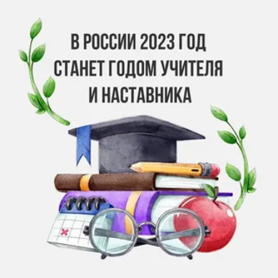 В РОССИИ 2023 ГОД
СТАНЕТ ГОДОМ УЧИТЕЛЯ
И НАСТАВНИКА